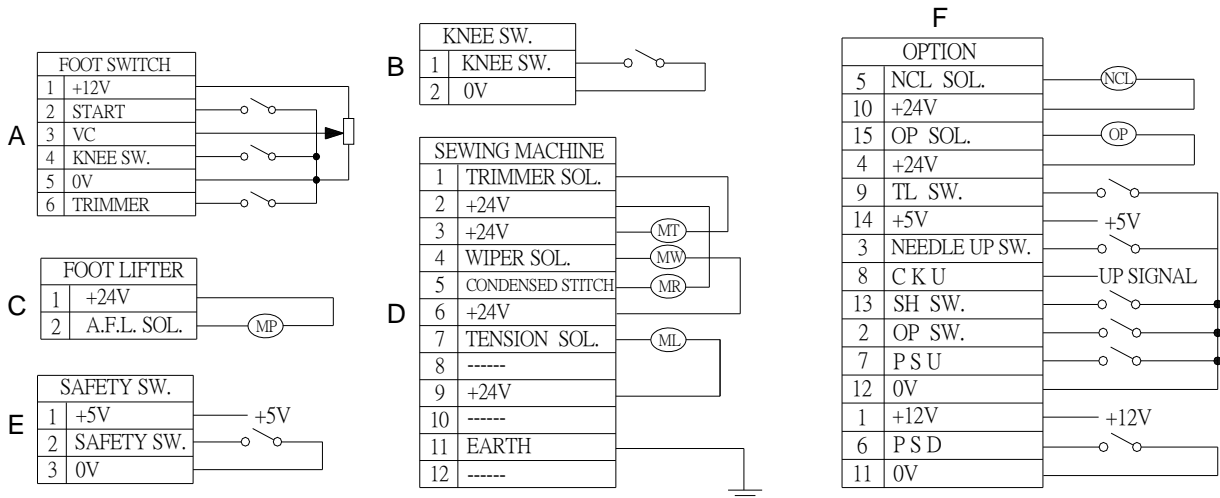 A
FOOT SWITCH
1 +12V
2 START
3 VC
4 KNEE SW.
5 0V
6 TRIMMER
B
KNEE SW.
1 KNEE SW.
2 0V
C
FOOT LIFTER
1 +24V
2 A.F.L. SOL. MP
D
SEWING MACHINE
1 TRIMMER SOL.
2 +24V
3 +24V MT
4 WIPER SOL. MW
5 CONDENSED STITCH MR
6 +24V
7 TENSION SOL. ML
8 ------
9 +24V
10 ------
11 EARTH
12 ------
E
SAFETY SW.
1 +5V +5V
2 SAFETY SW.
3 0V
F
OPTION
5 NCL SOL. NCL
10 +24V
15 OP SOL. OP
4 +24V
9 TL SW.
14 +5V +5V
3 NEEDLE UP SW.
8 C K U UP SIGNAL
13 SH SW.
2 OP SW.
7 P S U
12 0V
1 +12V +12V
6 P S D
11 0V